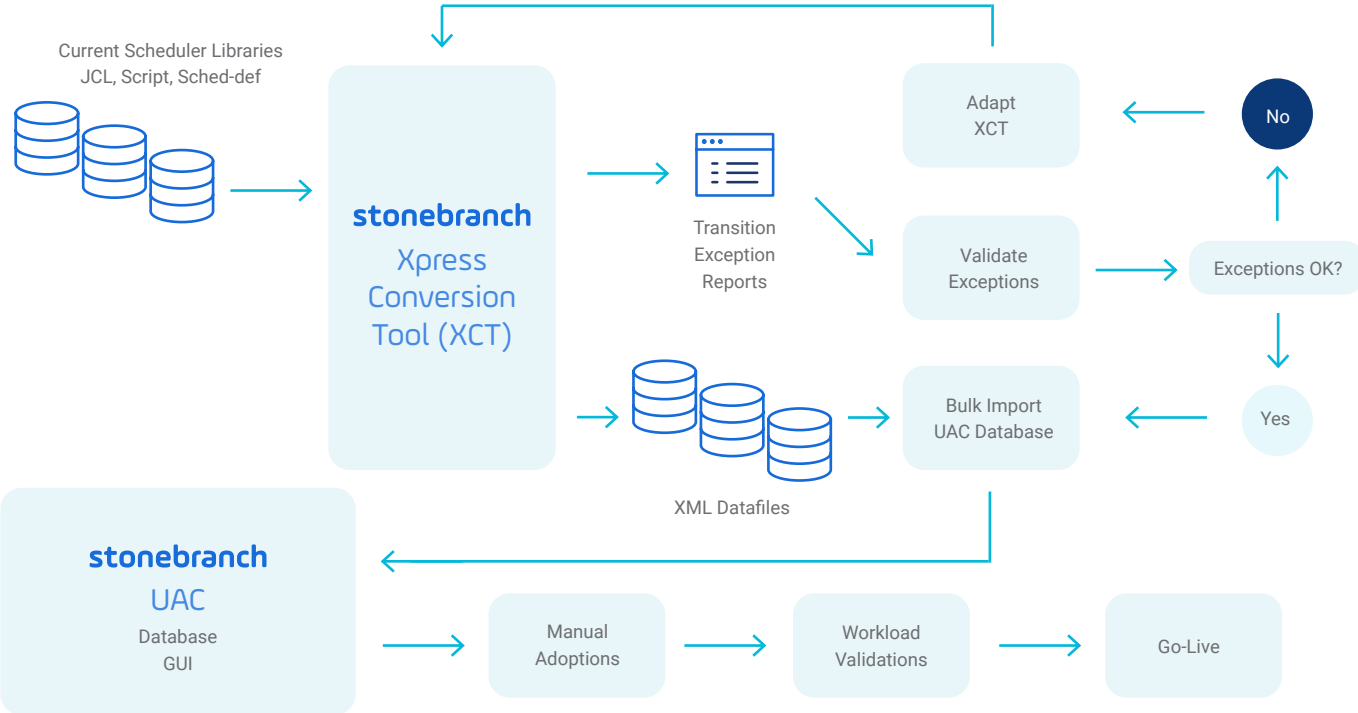 Current Scheduler Libraries
JCL, Script, Sched-def
stonebranch
Xpress
Conversion
Tool (XCT)
Transition
Exception
Reports
Adapt
XCT
No
Validate
Exceptions
Exceptions OK?
XML Datafiles
Bulk Import
UAC Database
Yes
stonebranch
UAC
Database
GUI
Manual
Adoptions
Workload
Validations
Go-Live